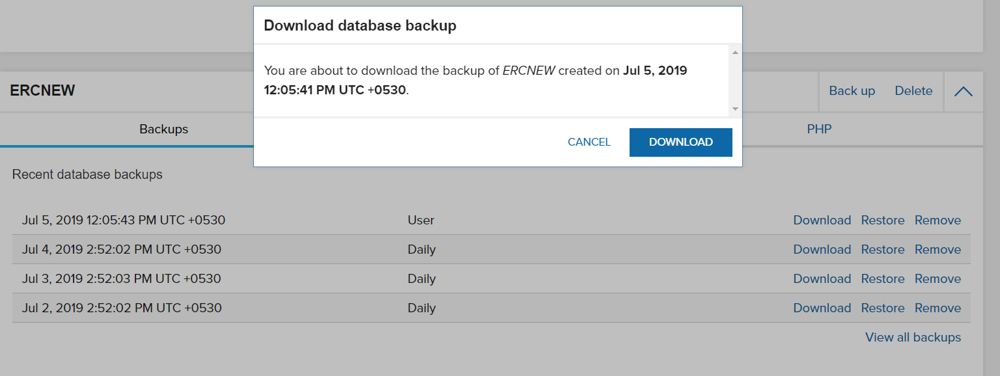 Download database backup
You are about to download the backup of ERCNEW created on Jul 5, 2019
12:05:41 PM UTC +0530.
CANCEL DOWNLOAD
ERCNEW Back up Delete
Backups PHP
Recent database backups
Jul 5, 2019 12:05:43 PM UTC +0530 User Download Restore Remove
Jul 4, 2019 2:52:02 PM UTC +0530 Daily Download Restore Remove
Jul 3, 2019 2:52:03 PM UTC +0530 Daily Download Restore Remove
Jul 2, 2019 2:52:02 PM UTC +0530 Daily Download Restore Remove
View all backups